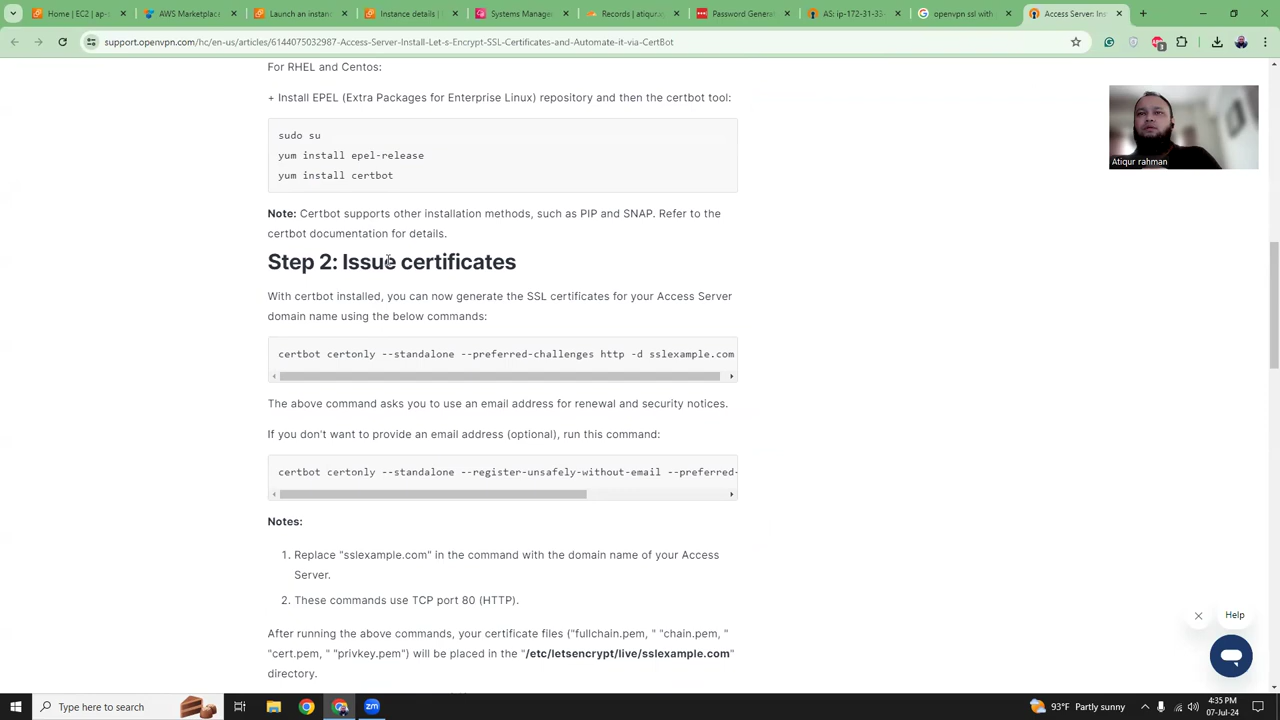 Home | EC2 | ap-s
AWS Marketplac
Launch an instanc
Instance details |
Systems Manage
Records | atiqura
Password Genera
AS: ip-172-31-33-
openvpn ssl with
Access Server: Ins
support.openvpn.com/hc/en-us/articles/6144075032987-Access-Server-Install-Let-s-Encrypt-SSL-Certificates-and-Automate-it-via-CertBot
For RHEL and Centos:
+ Install EPEL (Extra Packages for Enterprise Linux) repository and then the certbot tool:
sudo su
yum install epel-release
yum install certbot
Atiqur rahman
Note: Certbot supports other installation methods, such as PIP and SNAP. Refer to the
certbot documentation for details.
Step 2: Issue certificates
With certbot installed, you can now generate the SSL certificates for your Access Server
domain name using the below commands:
certbot certonly --standalone --preferred-challenges http -d sslexample.com
The above command asks you to use an email address for renewal and security notices.
If you don't want to provide an email address (optional), run this command:
certbot certonly --standalone --register-unsafely-without-email --preferred-
Notes:
1. Replace "sslexample.com" in the command with the domain name of your Access
Server.
2. These commands use TCP port 80 (HTTP).
After running the above commands, your certificate files ("fullchain.pem, " "chain.pem, "
"cert.pem, " "privkey.pem") will be placed in the "/etc/letsencrypt/live/sslexample.com"
directory.
Help
Type here to search
93°F Partly sunny
4:35 PM
07-Jul-24